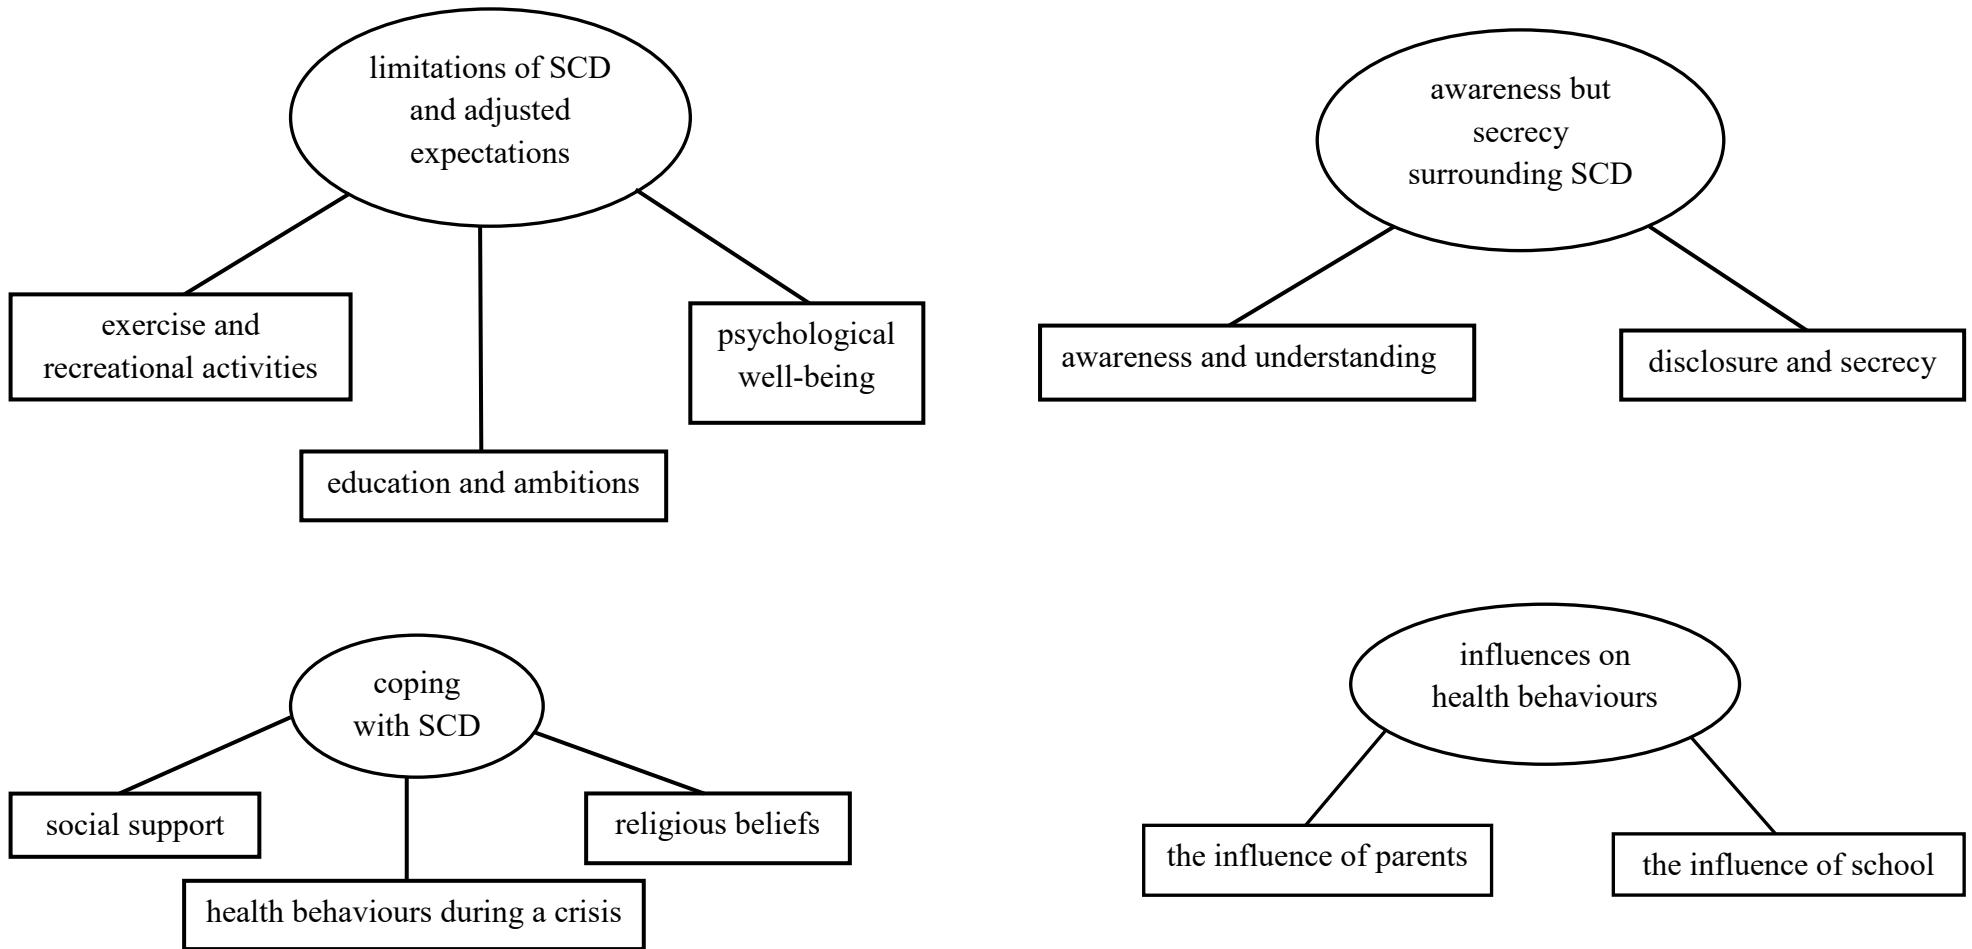 limitations of SCD
and adjusted
expectations
exercise and
recreational activities
psychological
well-being
education and ambitions
awareness but
secrecy
surrounding SCD
awareness and understanding
disclosure and secrecy
coping
with SCD
social support
religious beliefs
health behaviours during a crisis
influences on
health behaviours
the influence of parents
the influence of school